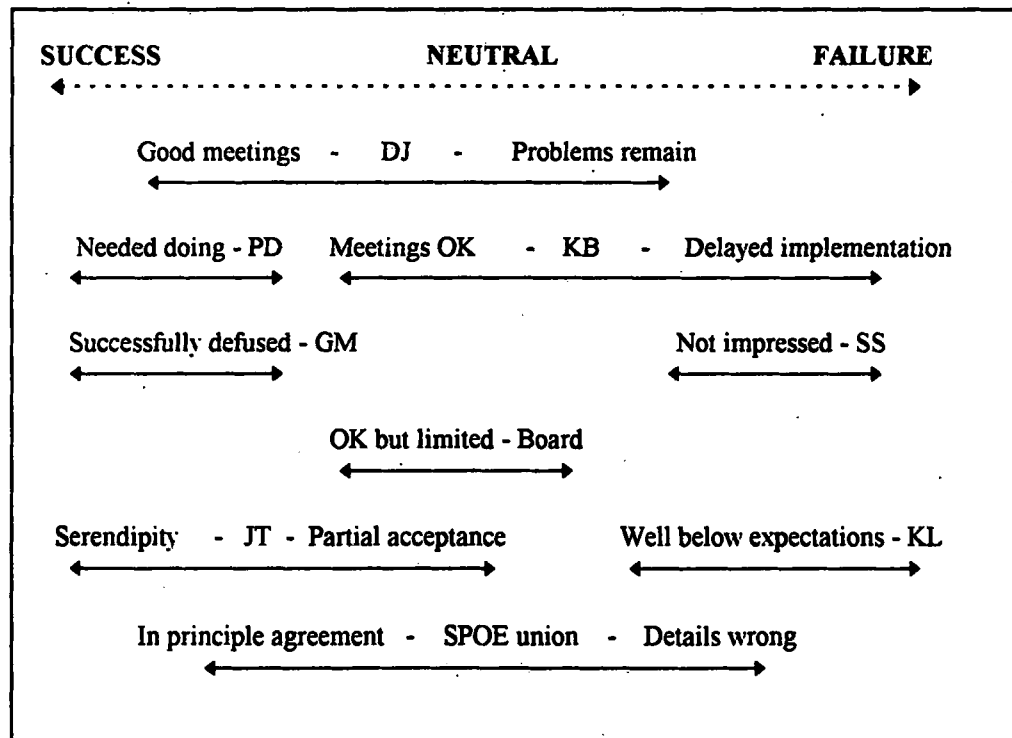 SUCCESS NEUTRAL FAILURE
Good meetings - DJ - Problems remain
Needed doing - PD Meetings OK - KB - Delayed implementation
Successfully defused - GM Not impressed - SS
OK but limited - Board
Serendipity - JT - Partial acceptance Well below expectations - KL
In principle agreement - SPOE union - Details wrong